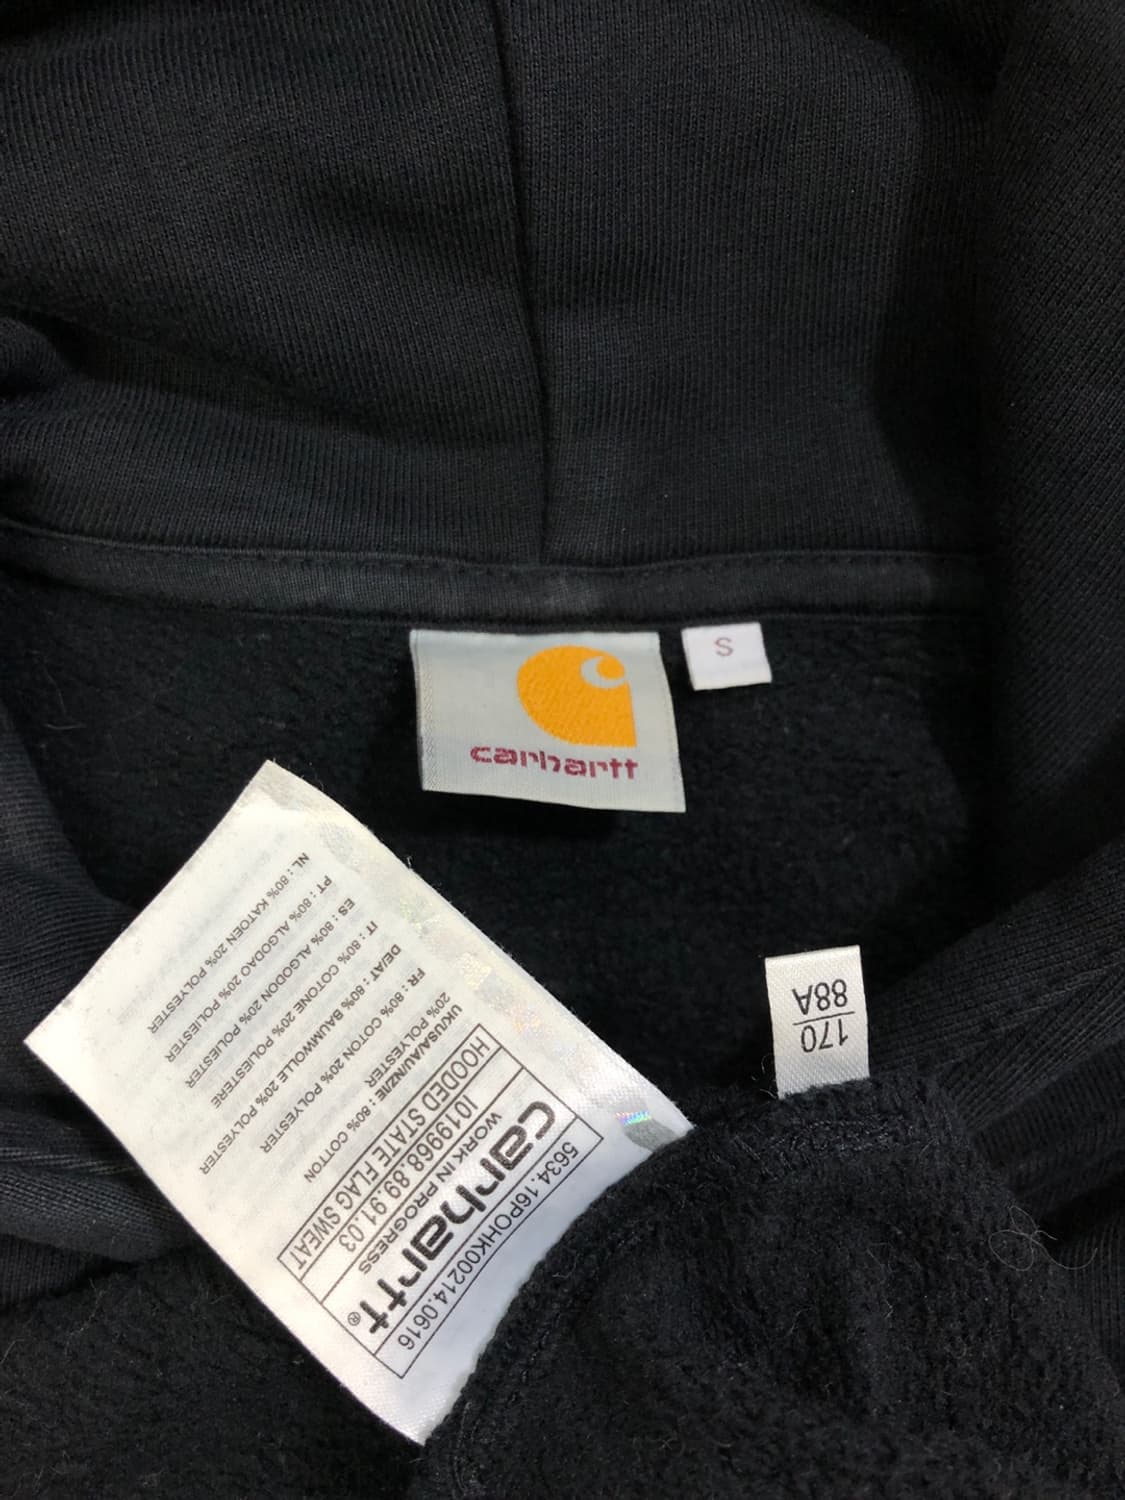 carhartt
S
170
88A
5634.16POHK00214.0616
carhartt®
WORK IN PROGRESS
I019968.89.91.03
HOODED STATE FLAG SWEAT
UK/USA/AU/NZ/IE : 80% COTTON
20% POLYESTER
FR : 80% COTON 20% POLYESTER
DE/AT : 80% BAUMWOLLE 20% POLYESTER
IT : 80% COTONE 20% POLIESTERE
ES : 80% ALGODON 20% POLIESTER
PT : 80% ALGODAO 20% POLIESTER
NL : 80% KATOEN 20% POLYESTER